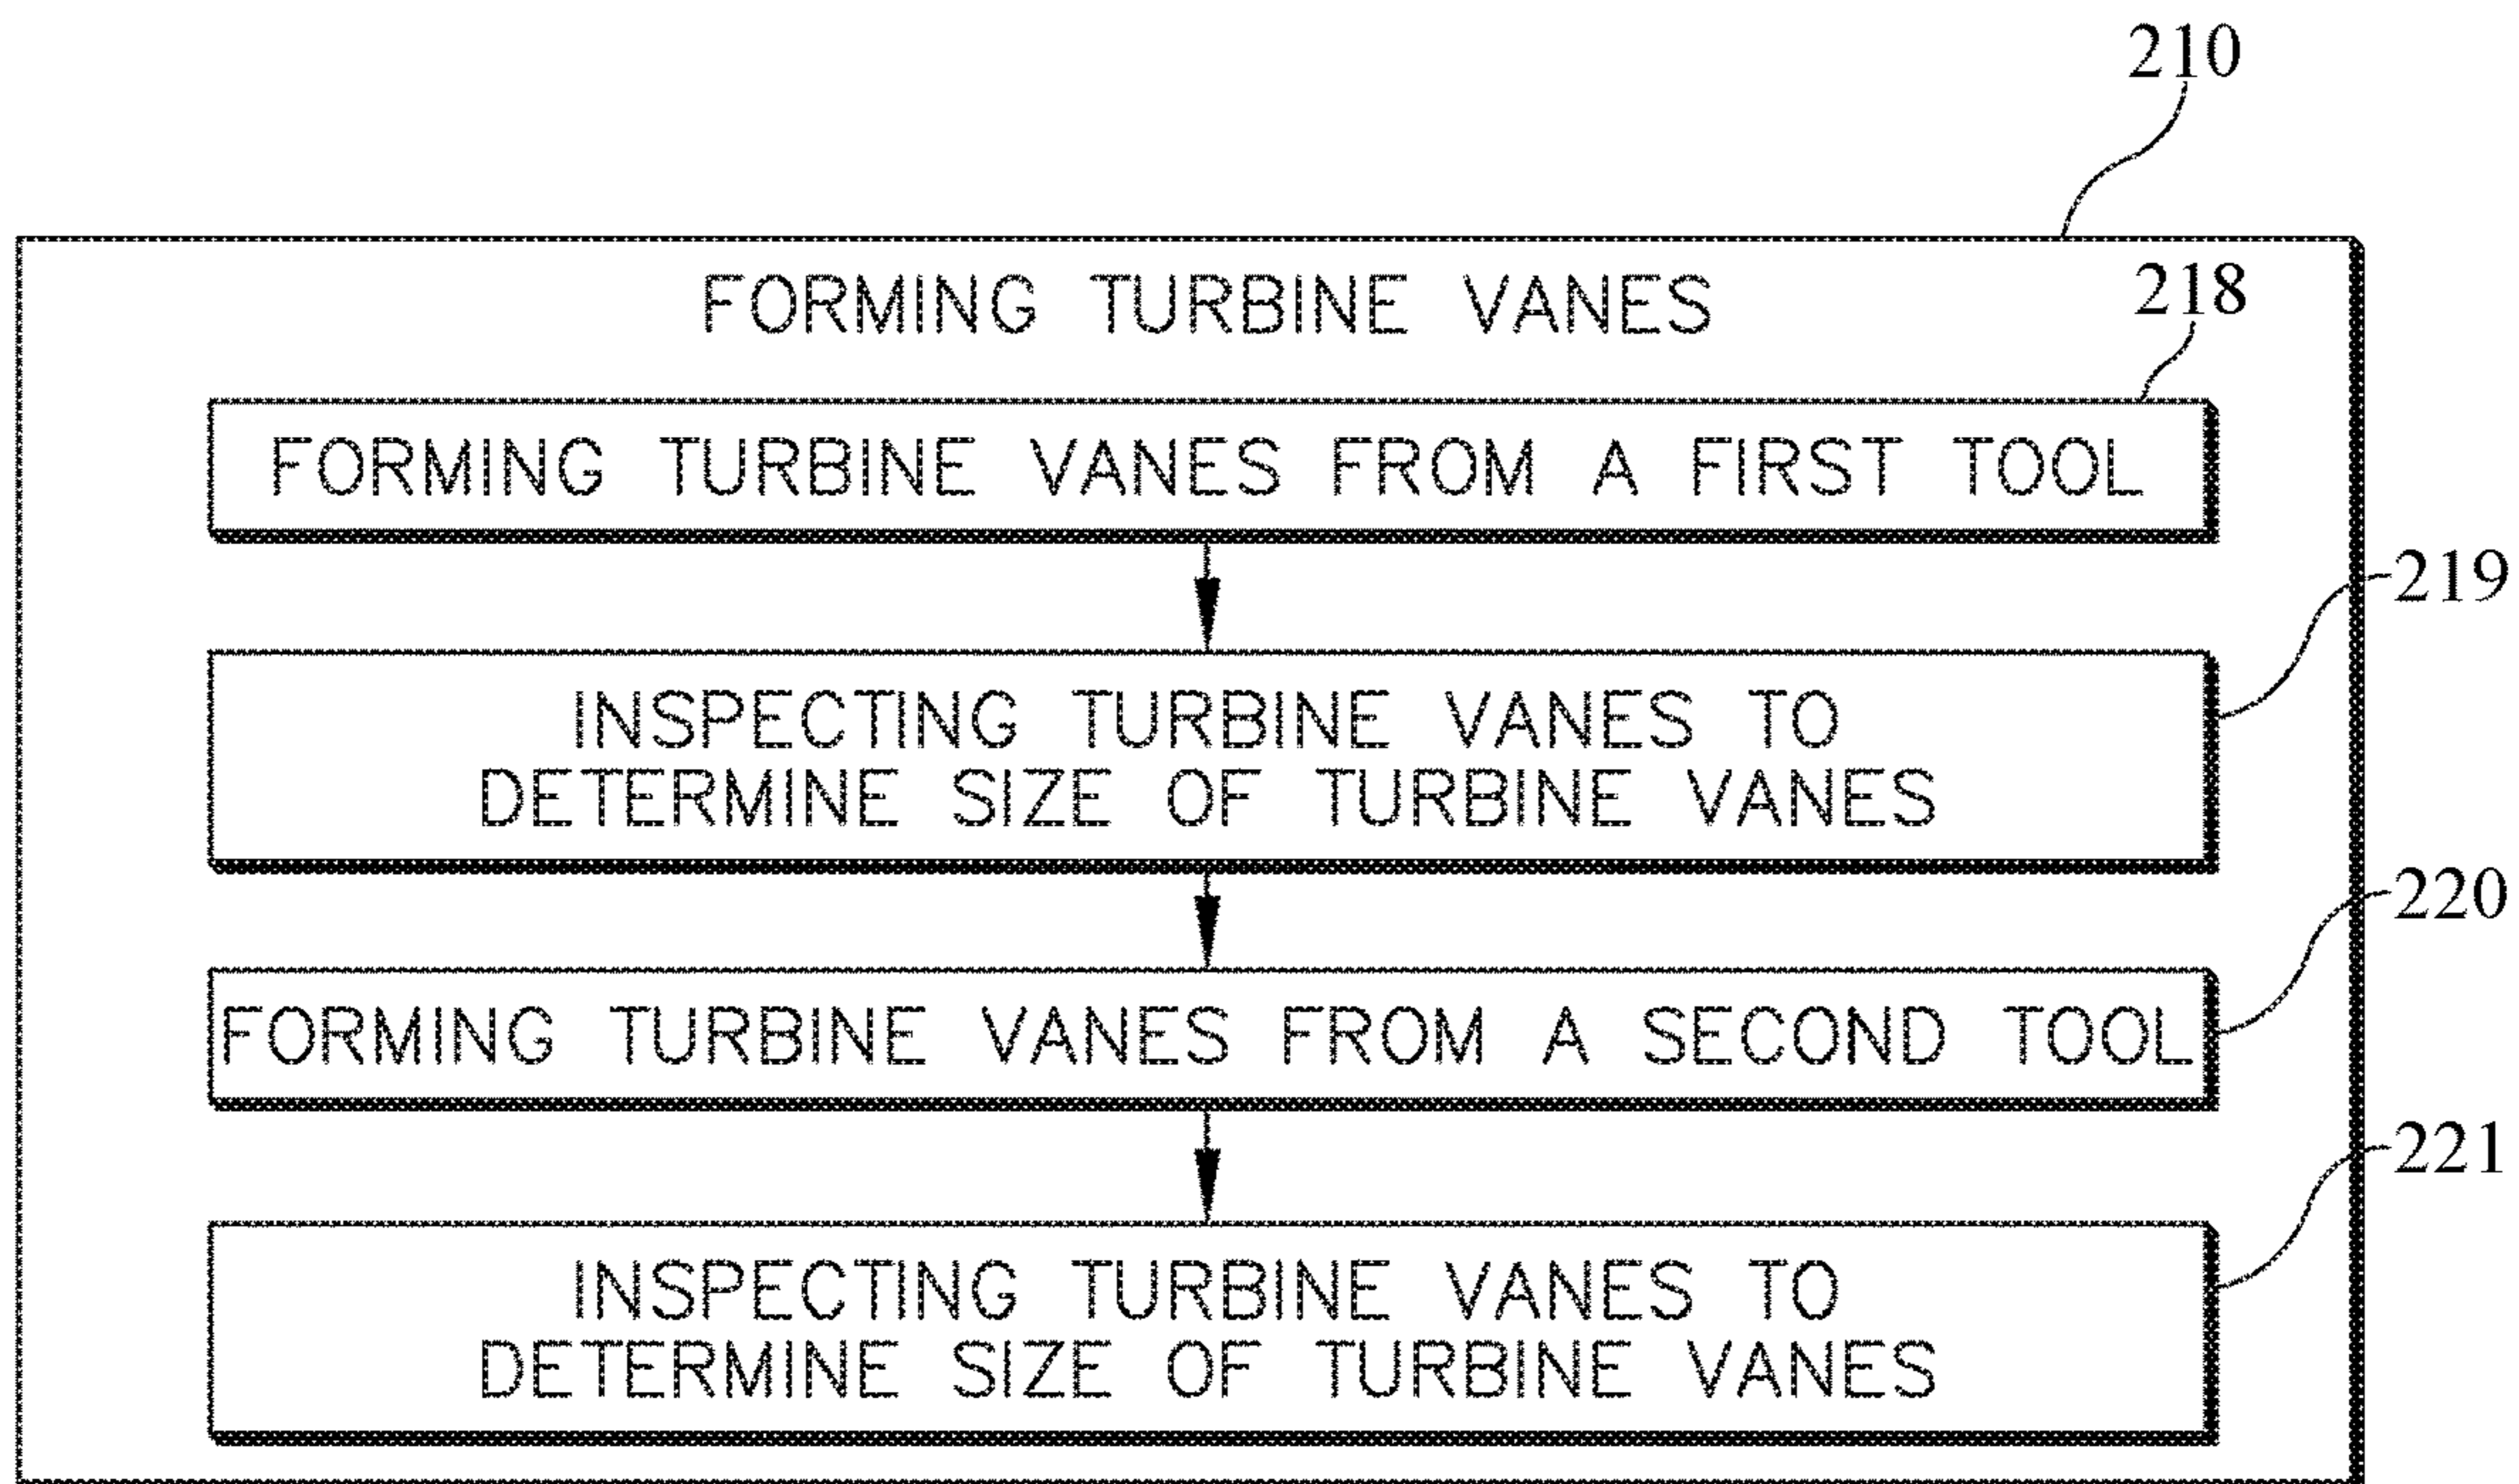 210
FORMING TURBINE VANES
218
FORMING TURBINE VANES FROM A FIRST TOOL
219
INSPECTING TURBINE VANES TO
DETERMINE SIZE OF TURBINE VANES
220
FORMING TURBINE VANES FROM A SECOND TOOL
221
INSPECTING TURBINE VANES TO
DETERMINE SIZE OF TURBINE VANES